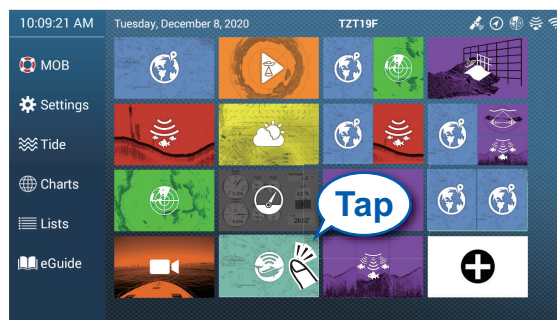 10:09:21 AM
Tuesday, December 8, 2020
TZT19F
MOB
Settings
Tide
Charts
Lists
eGuide
Tap